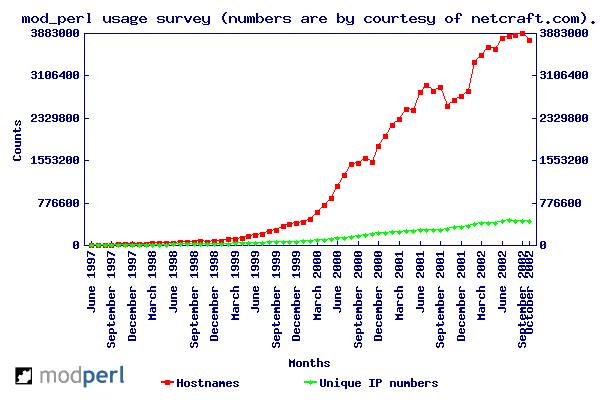 mod_perl usage survey (numbers are by courtesy of netcraft.com).
3883000 3883000
3106400 3106400
2329800 2329800
1553200 1553200
776600 776600
0 0
Counts
June 1997
September 1997
December 1997
March 1998
June 1998
September 1998
December 1998
March 1999
June 1999
September 1999
December 1999
March 2000
June 2000
September 2000
December 2000
March 2001
June 2001
September 2001
December 2001
March 2002
June 2002
September 2002
October 2002
Months
modperl
Hostnames Unique IP numbers